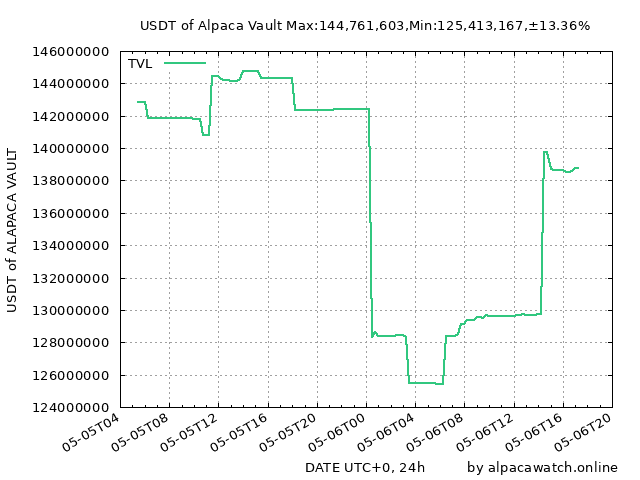 USDT of Alpaca Vault Max:144,761,603,Min:125,413,167,±13.36%
TVL
146000000
144000000
142000000
140000000
138000000
136000000
134000000
132000000
130000000
128000000
126000000
124000000
USDT of ALAPACA VAULT
05-05T04
05-05T08
05-05T12
05-05T16
05-05T20
05-06T00
05-06T04
05-06T08
05-06T12
05-06T16
05-06T20
DATE UTC+0, 24h
by alpacawatch.online